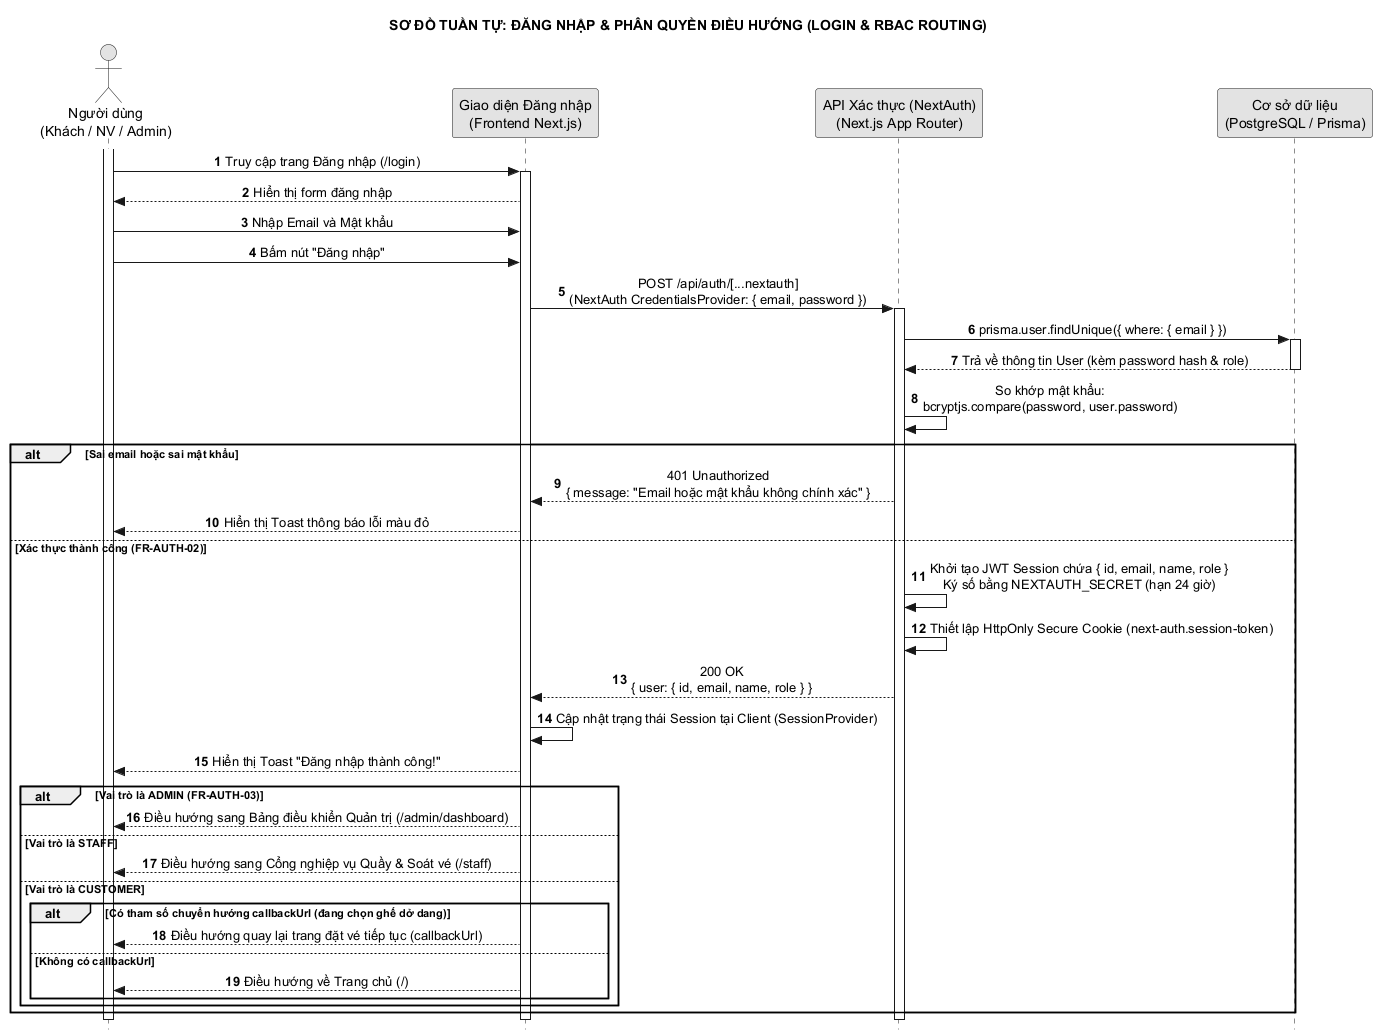 SƠ ĐỒ TUẦN TỰ: ĐĂNG NHẬP & PHÂN QUYỀN ĐIỀU HƯỚNG (LOGIN & RBAC ROUTING)
Người dùng
(Khách / NV / Admin)
Giao diện Đăng nhập
(Frontend Next.js)
API Xác thực (NextAuth)
(Next.js App Router)
Cơ sở dữ liệu
(PostgreSQL / Prisma)
1 Truy cập trang Đăng nhập (/login)
2 Hiển thị form đăng nhập
3 Nhập Email và Mật khẩu
4 Bấm nút "Đăng nhập"
5 POST /api/auth/[...nextauth]
(NextAuth CredentialsProvider: { email, password })
6 prisma.user.findUnique({ where: { email } })
7 Trả về thông tin User (kèm password hash & role)
8 So khớp mật khẩu:
bcryptjs.compare(password, user.password)
alt [Sai email hoặc sai mật khẩu]
9 401 Unauthorized
{ message: "Email hoặc mật khẩu không chính xác" }
10 Hiển thị Toast thông báo lỗi màu đỏ
[Xác thực thành công (FR-AUTH-02)]
11 Khởi tạo JWT Session chứa { id, email, name, role }
Ký số bằng NEXTAUTH_SECRET (hạn 24 giờ)
12 Thiết lập HttpOnly Secure Cookie (next-auth.session-token)
13 200 OK
{ user: { id, email, name, role } }
14 Cập nhật trạng thái Session tại Client (SessionProvider)
15 Hiển thị Toast "Đăng nhập thành công!"
alt [Vai trò là ADMIN (FR-AUTH-03)]
16 Điều hướng sang Bảng điều khiển Quản trị (/admin/dashboard)
[Vai trò là STAFF]
17 Điều hướng sang Cổng nghiệp vụ Quầy & Soát vé (/staff)
[Vai trò là CUSTOMER]
alt [Có tham số chuyển hướng callbackUrl (đang chọn ghế dở dang)]
18 Điều hướng quay lại trang đặt vé tiếp tục (callbackUrl)
[Không có callbackUrl]
19 Điều hướng về Trang chủ (/)